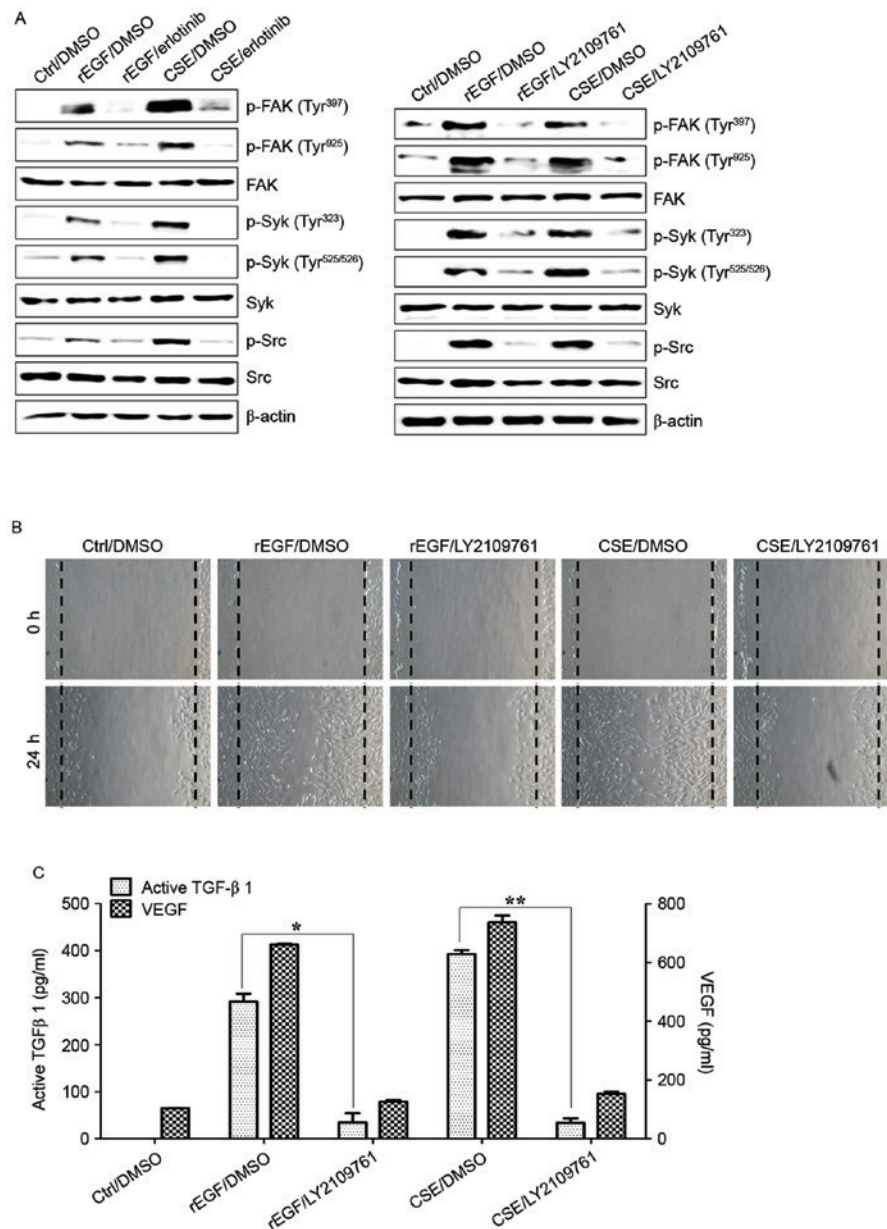 A
Ctrl/DMSO
rEGF/DMSO
rEGF/erlotinib
CSE/DMSO
CSE/erlotinib
p-FAK (Tyr³⁹⁷)
p-FAK (Tyr⁹²⁵)
FAK
p-Syk (Tyr³²³)
p-Syk (Tyr⁵²⁵/⁵²⁶)
Syk
p-Src
Src
β-actin
Ctrl/DMSO
rEGF/DMSO
rEGF/LY2109761
CSE/DMSO
CSE/LY2109761
p-FAK (Tyr³⁹⁷)
p-FAK (Tyr⁹²⁵)
FAK
p-Syk (Tyr³²³)
p-Syk (Tyr⁵²⁵/⁵²⁶)
Syk
p-Src
Src
β-actin
B
Ctrl/DMSO
rEGF/DMSO
rEGF/LY2109761
CSE/DMSO
CSE/LY2109761
0 h
24 h
C
Active TGF-β 1
VEGF
*
**
500
400
300
200
100
0
Active TGFβ 1 (pg/ml)
800
600
400
200
0
VEGF (pg/ml)
Ctrl/DMSO
rEGF/DMSO
rEGF/LY2109761
CSE/DMSO
CSE/LY2109761